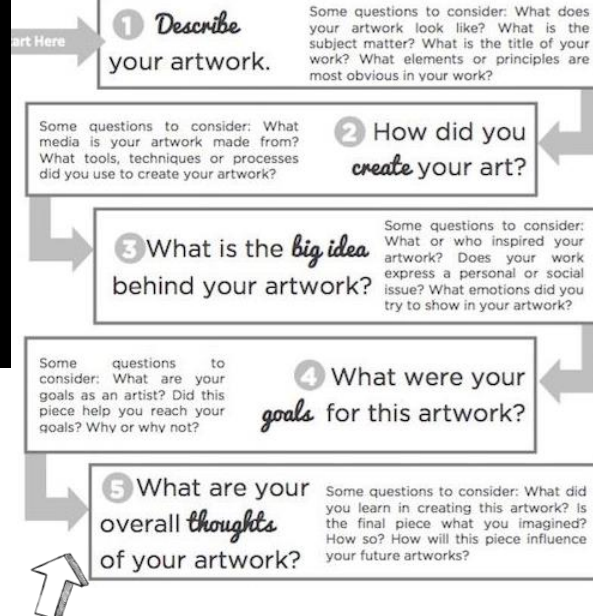 art Here
1 Describe
your artwork.
Some questions to consider: What does
your artwork look like? What is the
subject matter? What is the title of your
work? What elements or principles are
most obvious in your work?
2 How did you
create your art?
Some questions to consider: What
media is your artwork made from?
What tools, techniques or processes
did you use to create your artwork?
3 What is the big idea
behind your artwork?
Some questions to consider:
What or who inspired your
artwork? Does your work
express a personal or social
issue? What emotions did you
try to show in your artwork?
4 What were your
goals for this artwork?
Some questions to
consider: What are your
goals as an artist? Did this
piece help you reach your
goals? Why or why not?
5 What are your
overall thoughts
of your artwork?
Some questions to consider: What did
you learn in creating this artwork? Is
the final piece what you imagined?
How so? How will this piece influence
your future artworks?